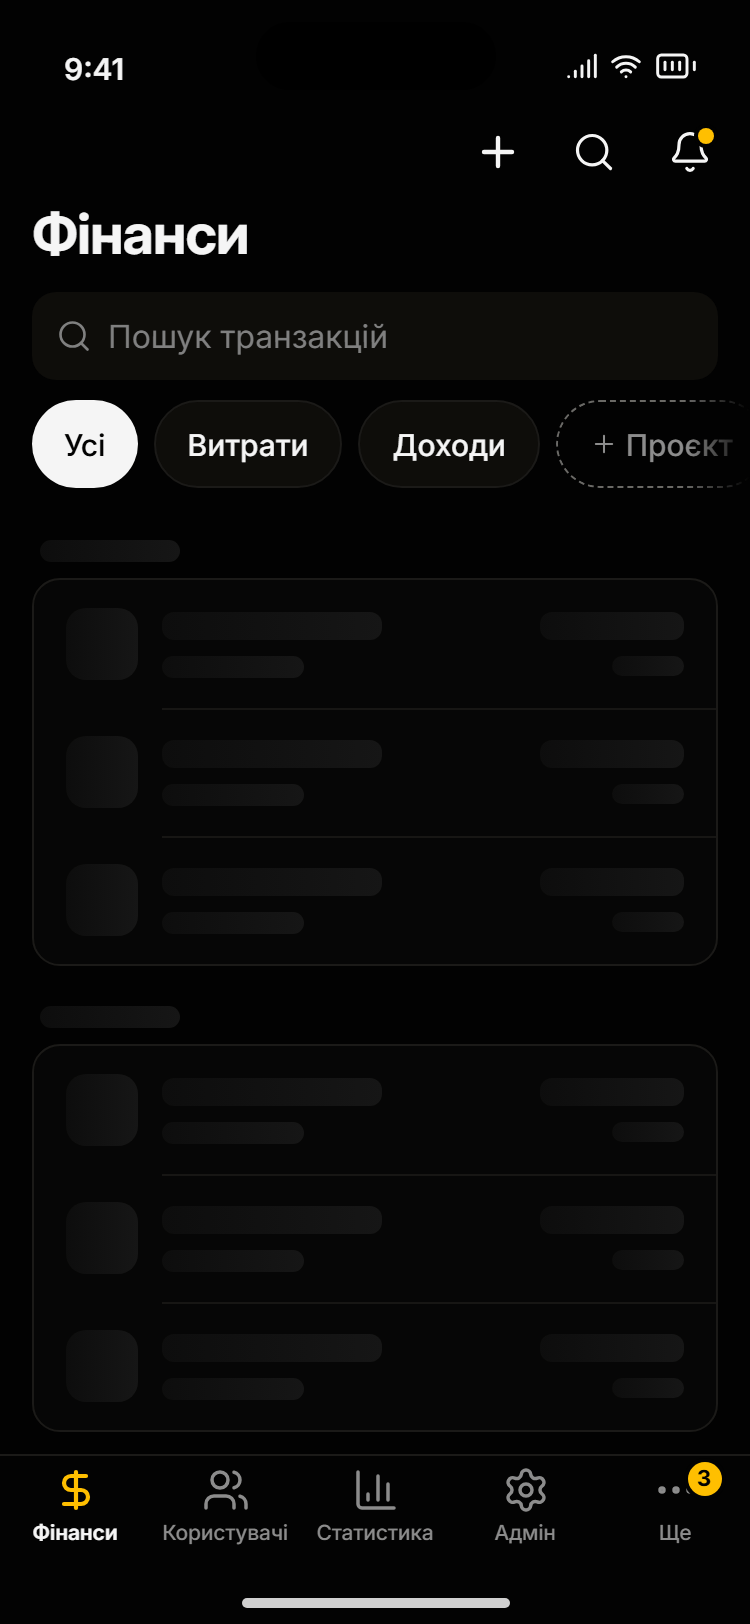 9:41
Фінанси
Пошук транзакцій
Усі Витрати Доходи + Проєкт
3
Фінанси Користувачі Статистика Адмін Ще